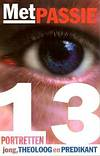 Met PASSIE
13
PORTRETTEN
jong, THEOLOOG en PREDIKANT